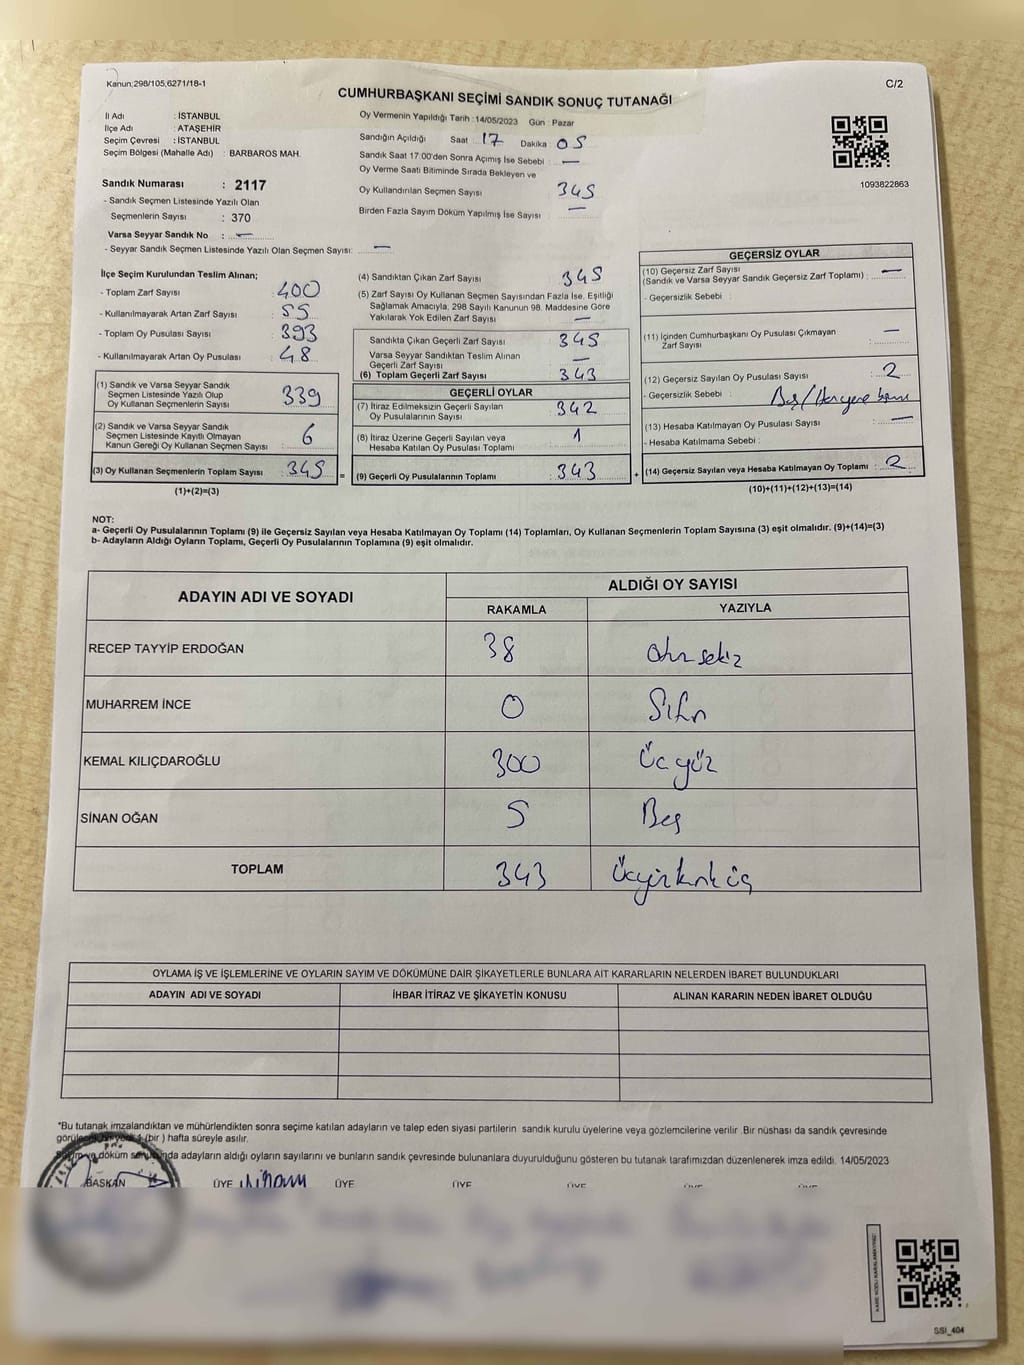 Kanun;298/105,6271/18-1
C/2
CUMHURBAŞKANI SEÇİMİ SANDIK SONUÇ TUTANAĞI
İl Adı : İSTANBUL
İlçe Adı : ATAŞEHİR
Seçim Çevresi : İSTANBUL
Seçim Bölgesi (Mahalle Adı) : BARBAROS MAH.
Sandık Numarası : 2117
- Sandık Seçmen Listesinde Yazılı Olan
Seçmenlerin Sayısı : 370
Varsa Seyyar Sandık No : —
- Seyyar Sandık Seçmen Listesinde Yazılı Olan Seçmen Sayısı: —
Oy Vermenin Yapıldığı Tarih : 14/05/2023 Gün : Pazar
Sandığın Açıldığı Saat 17 Dakika 05
Sandık Saat 17.00'den Sonra Açılmış İse Sebebi : —
Oy Verme Saati Bitiminde Sırada Bekleyen ve
Oy Kullandırılan Seçmen Sayısı 345
Birden Fazla Sayım Döküm Yapılmış İse Sayısı —
1093822863
İlçe Seçim Kurulundan Teslim Alınan;
- Toplam Zarf Sayısı 400
- Kullanılmayarak Artan Zarf Sayısı : 55
- Toplam Oy Pusulası Sayısı : 393
- Kullanılmayarak Artan Oy Pusulası : 48
(1) Sandık ve Varsa Seyyar Sandık
Seçmen Listesinde Yazılı Olup
Oy Kullanan Seçmenlerin Sayısı 339
(2) Sandık ve Varsa Seyyar Sandık
Seçmen Listesinde Kayıtlı Olmayan
Kanun Gereği Oy Kullanan Seçmen Sayısı : 6
(3) Oy Kullanan Seçmenlerin Toplam Sayısı : 345
(1)+(2)=(3)
(4) Sandıktan Çıkan Zarf Sayısı 345
(5) Zarf Sayısı Oy Kullanan Seçmen Sayısından Fazla İse, Eşitliği
Sağlamak Amacıyla, 298 Sayılı Kanunun 98. Maddesine Göre
Yakılarak Yok Edilen Zarf Sayısı —
Sandıkta Çıkan Geçerli Zarf Sayısı 345
Varsa Seyyar Sandıktan Teslim Alınan
Geçerli Zarf Sayısı —
(6) Toplam Geçerli Zarf Sayısı : 343
GEÇERLİ OYLAR
(7) İtiraz Edilmeksizin Geçerli Sayılan
Oy Pusulalarının Sayısı : 342
(8) İtiraz Üzerine Geçerli Sayılan veya
Hesaba Katılan Oy Pusulası Toplamı 1
= (9) Geçerli Oy Pusulalarının Toplamı : 343
GEÇERSİZ OYLAR
(10) Geçersiz Zarf Sayısı
(Sandık ve Varsa Seyyar Sandık Geçersiz Zarf Toplamı) : —
- Geçersizlik Sebebi :
(11) İçinden Cumhurbaşkanı Oy Pusulası Çıkmayan
Zarf Sayısı : —
(12) Geçersiz Sayılan Oy Pusulası Sayısı : 2
- Geçersizlik Sebebi : Boş/
(13) Hesaba Katılmayan Oy Pusulası Sayısı : —
- Hesaba Katılmama Sebebi :
+ (14) Geçersiz Sayılan veya Hesaba Katılmayan Oy Toplamı : 2
(10)+(11)+(12)+(13)=(14)
NOT:
a- Geçerli Oy Pusulalarının Toplamı (9) ile Geçersiz Sayılan veya Hesaba Katılmayan Oy Toplamı (14) Toplamları, Oy Kullanan Seçmenlerin Toplam Sayısına (3) eşit olmalıdır. (9)+(14)=(3)
b- Adayların Aldığı Oyların Toplamı, Geçerli Oy Pusulalarının Toplamına (9) eşit olmalıdır.
ADAYIN ADI VE SOYADI ALDIĞI OY SAYISI
RAKAMLA YAZIYLA
RECEP TAYYİP ERDOĞAN 38 otuz sekiz
MUHARREM İNCE 0 Sıfır
KEMAL KILIÇDAROĞLU 300 Üc yüz
SİNAN OĞAN 5 Beş
TOPLAM 343 Ücyüzkırk üç
OYLAMA İŞ VE İŞLEMLERİNE VE OYLARIN SAYIM VE DÖKÜMÜNE DAİR ŞİKAYETLERLE BUNLARA AİT KARARLARIN NELERDEN İBARET BULUNDUKLARI
ADAYIN ADI VE SOYADI İHBAR İTİRAZ VE ŞİKAYETİN KONUSU ALINAN KARARIN NEDEN İBARET OLDUĞU
*Bu tutanak imzalandıktan ve mühürlendikten sonra seçime katılan adayların ve talep eden siyasi partilerin sandık kurulu üyelerine veya gözlemcilerine verilir. Bir nüshası da sandık çevresinde
yere 1 (bir ) hafta süreyle asılır.
döküm adayların aldığı oyların sayılarını ve bunların sandık çevresinde bulunanlara duyurulduğunu gösteren bu tutanak tarafımızdan düzenlenerek imza edildi. 14/05/2023
BAŞKAN ÜYE ÜYE ÜYE ÜYE
SSİ_404